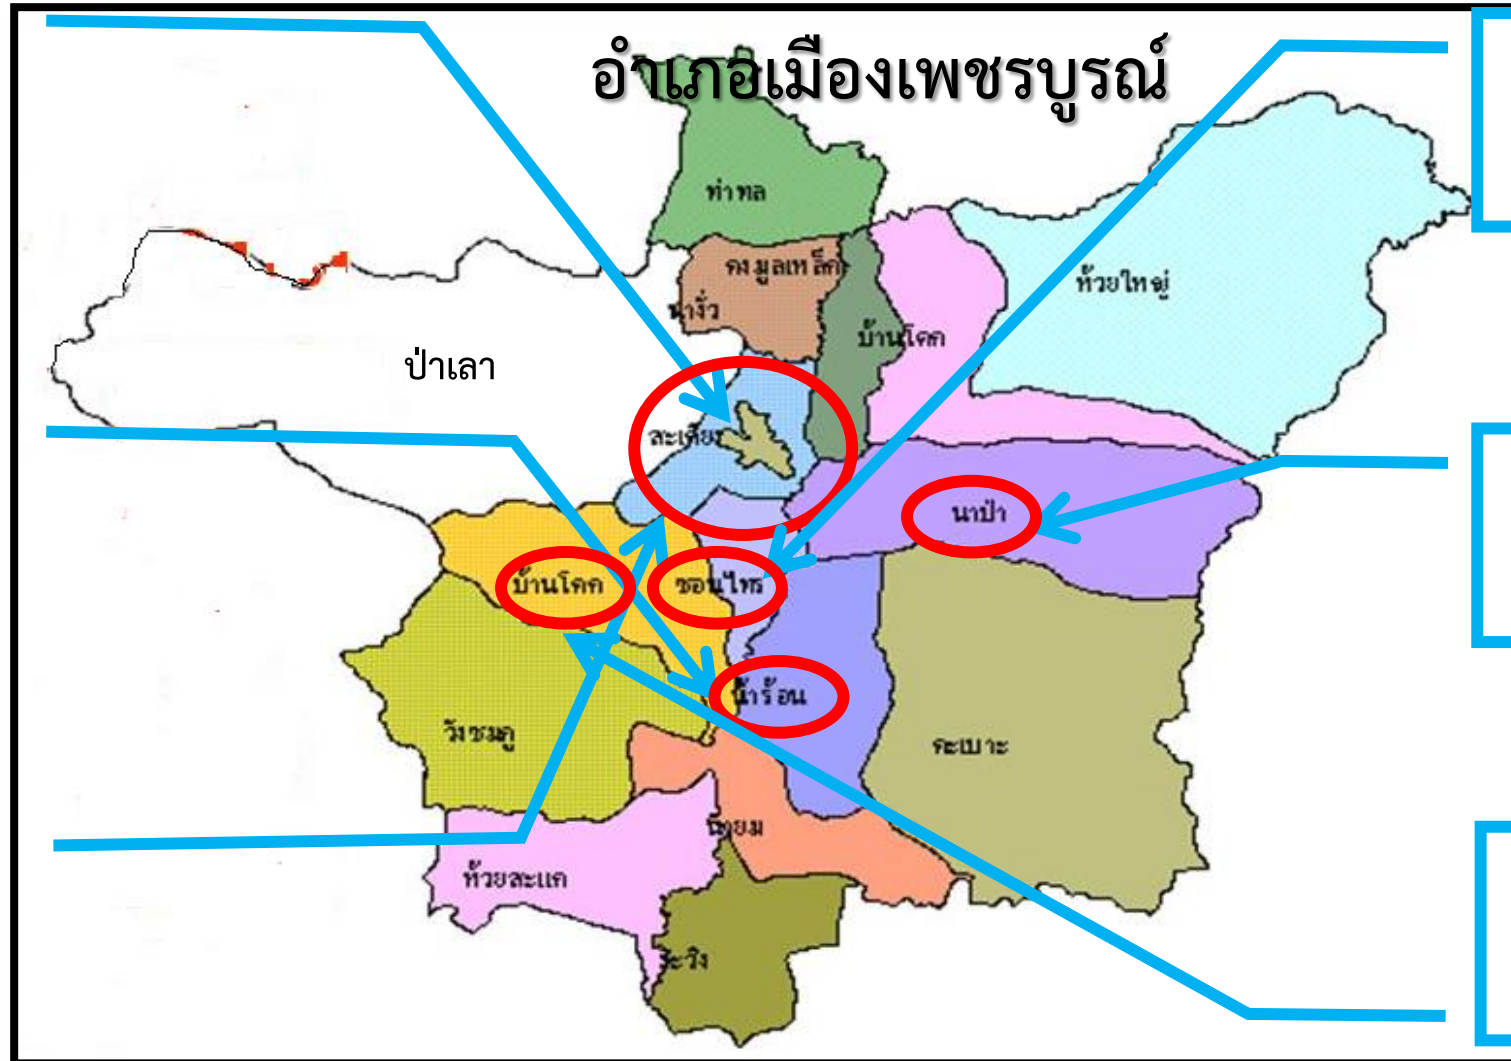 อำเภอเมืองเพชรบูรณ์
ท่าพล
ดงมูลเหล็ก
ห้วยใหญ่
นางั่ว
บ้านโตก
ป่าเลา
สะเดียง
นาป่า
บ้านโคก
ชอนไพร
น้ำร้อน
วังชมภู
ตะเบาะ
นายม
ห้วยสะแก
ระวิง